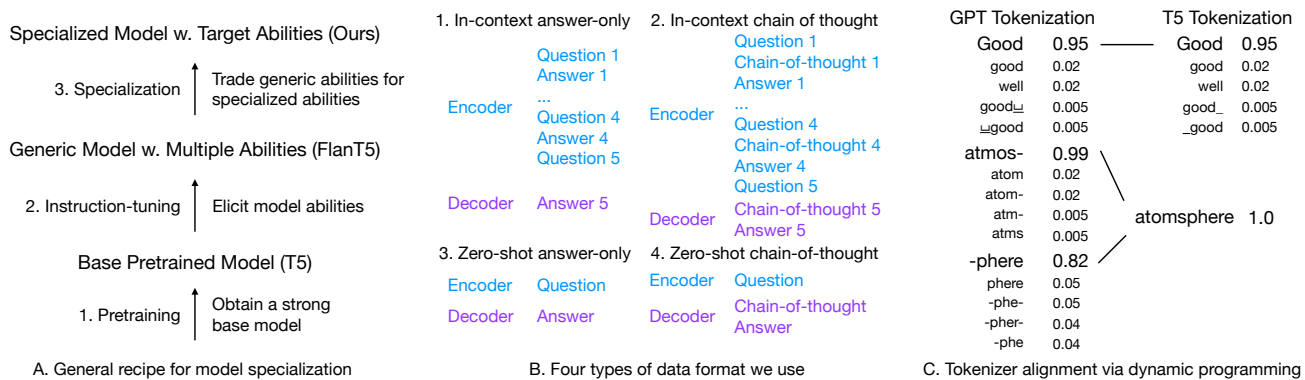 Specialized Model w. Target Abilities (Ours)
3. Specialization
Trade generic abilities for
specialized abilities
Generic Model w. Multiple Abilities (FlanT5)
2. Instruction-tuning
Elicit model abilities
Base Pretrained Model (T5)
1. Pretraining
Obtain a strong
base model
A. General recipe for model specialization
1. In-context answer-only
Encoder
Question 1
Answer 1
...
Question 4
Answer 4
Question 5
Decoder
Answer 5
2. In-context chain of thought
Encoder
Question 1
Chain-of-thought 1
Answer 1
...
Question 4
Chain-of-thought 4
Answer 4
Question 5
Decoder
Chain-of-thought 5
Answer 5
3. Zero-shot answer-only
Encoder Question
Decoder Answer
4. Zero-shot chain-of-thought
Encoder Question
Decoder
Chain-of-thought
Answer
B. Four types of data format we use
GPT Tokenization
Good 0.95
good 0.02
well 0.02
good␣ 0.005
␣good 0.005
atmos- 0.99
atom 0.02
atom- 0.02
atm- 0.005
atms 0.005
-phere 0.82
phere 0.05
-phe- 0.05
-pher- 0.04
-phe 0.04
T5 Tokenization
Good 0.95
good 0.02
well 0.02
good_ 0.005
_good 0.005
atomsphere 1.0
C. Tokenizer alignment via dynamic programming